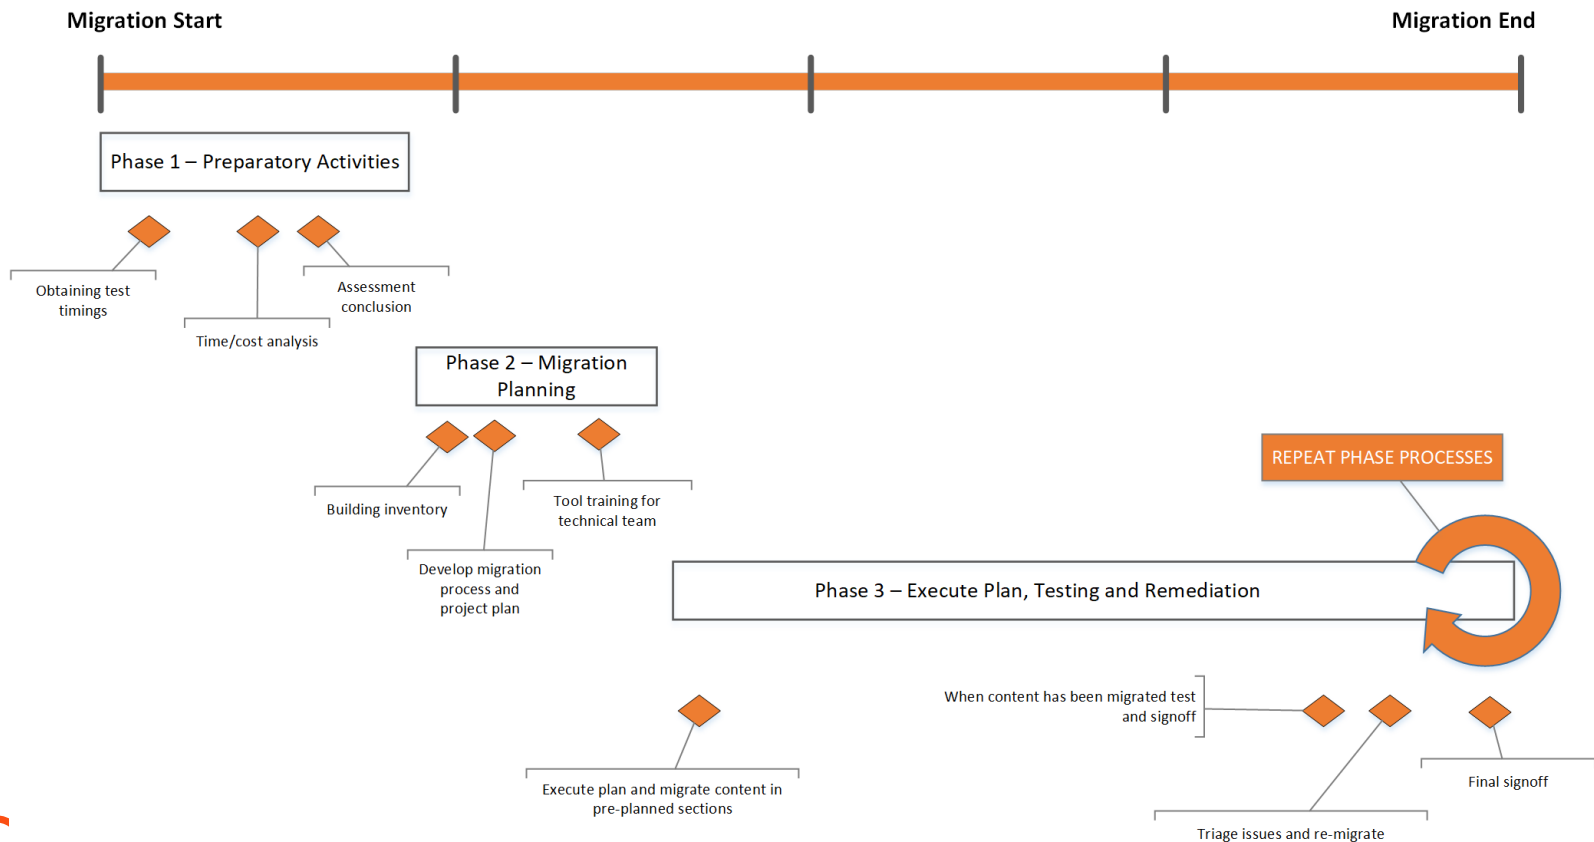 Migration Start
Migration End
Phase 1 – Preparatory Activities
Obtaining test
timings
Time/cost analysis
Assessment
conclusion
Phase 2 – Migration
Planning
Building inventory
Develop migration
process and
project plan
Tool training for
technical team
REPEAT PHASE PROCESSES
Phase 3 – Execute Plan, Testing and Remediation
Execute plan and migrate content in
pre-planned sections
When content has been migrated test
and signoff
Triage issues and re-migrate
Final signoff